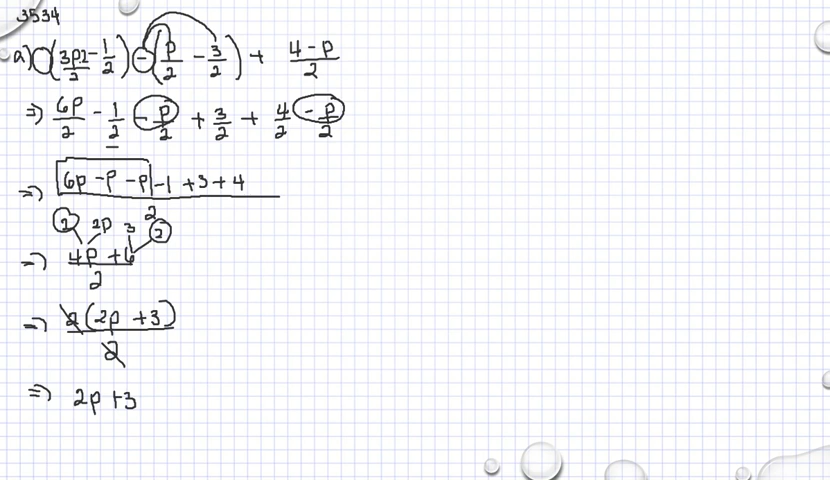 3534
a) (3p2/2 - 1/2) - (p/2 - 3/2) + 4-p/2
=> 6p/2 - 1/2 - p/2 + 3/2 + 4/2 - p/2
=> 6p - p - p - 1 + 3 + 4 / 2
2 2p 3 2
=> 4p + 6 / 2
=> 2(2p + 3) / 2
=> 2p + 3